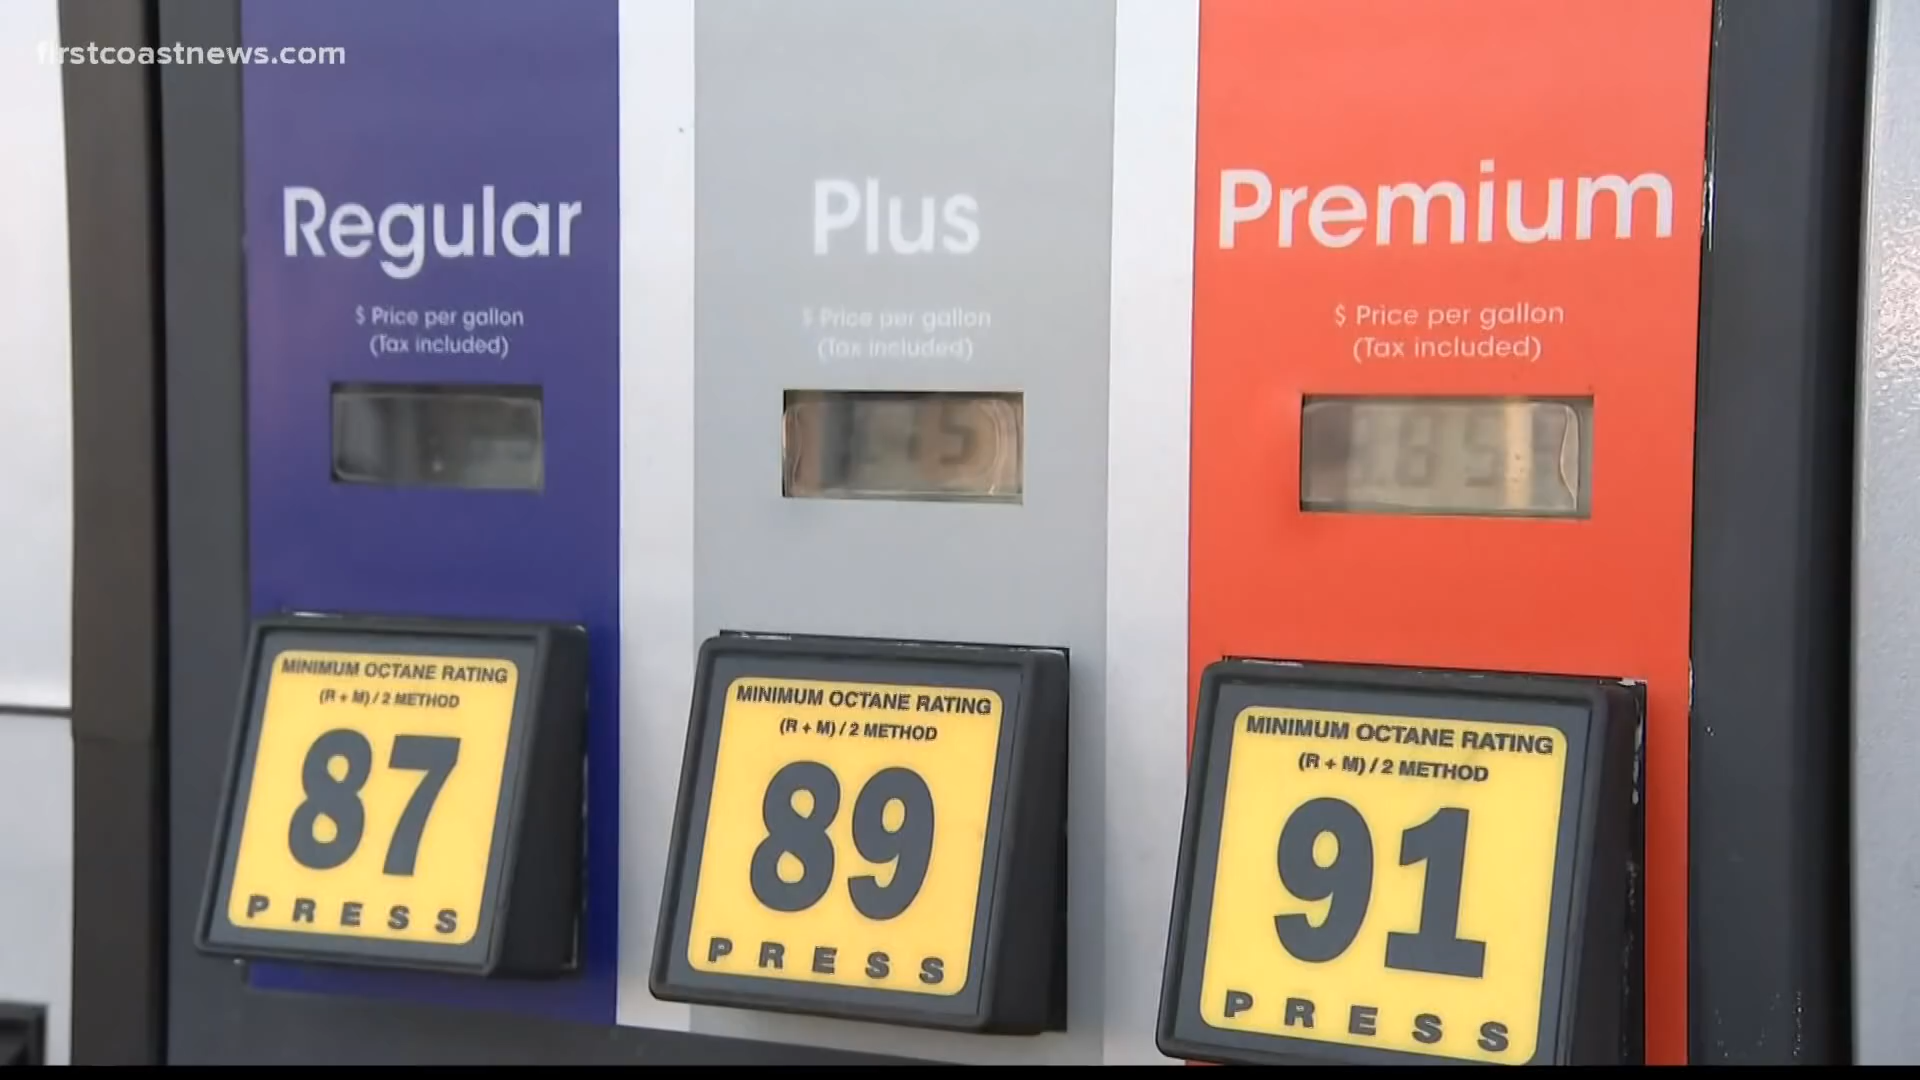 firstcoastnews.com
Regular
$ Price per gallon
(Tax included)
MINIMUM OCTANE RATING
(R + M) / 2 METHOD
87
PRESS
Plus
$ Price per gallon
(Tax included)
MINIMUM OCTANE RATING
(R + M) / 2 METHOD
89
PRESS
Premium
$ Price per gallon
(Tax included)
MINIMUM OCTANE RATING
(R + M) / 2 METHOD
91
PRESS